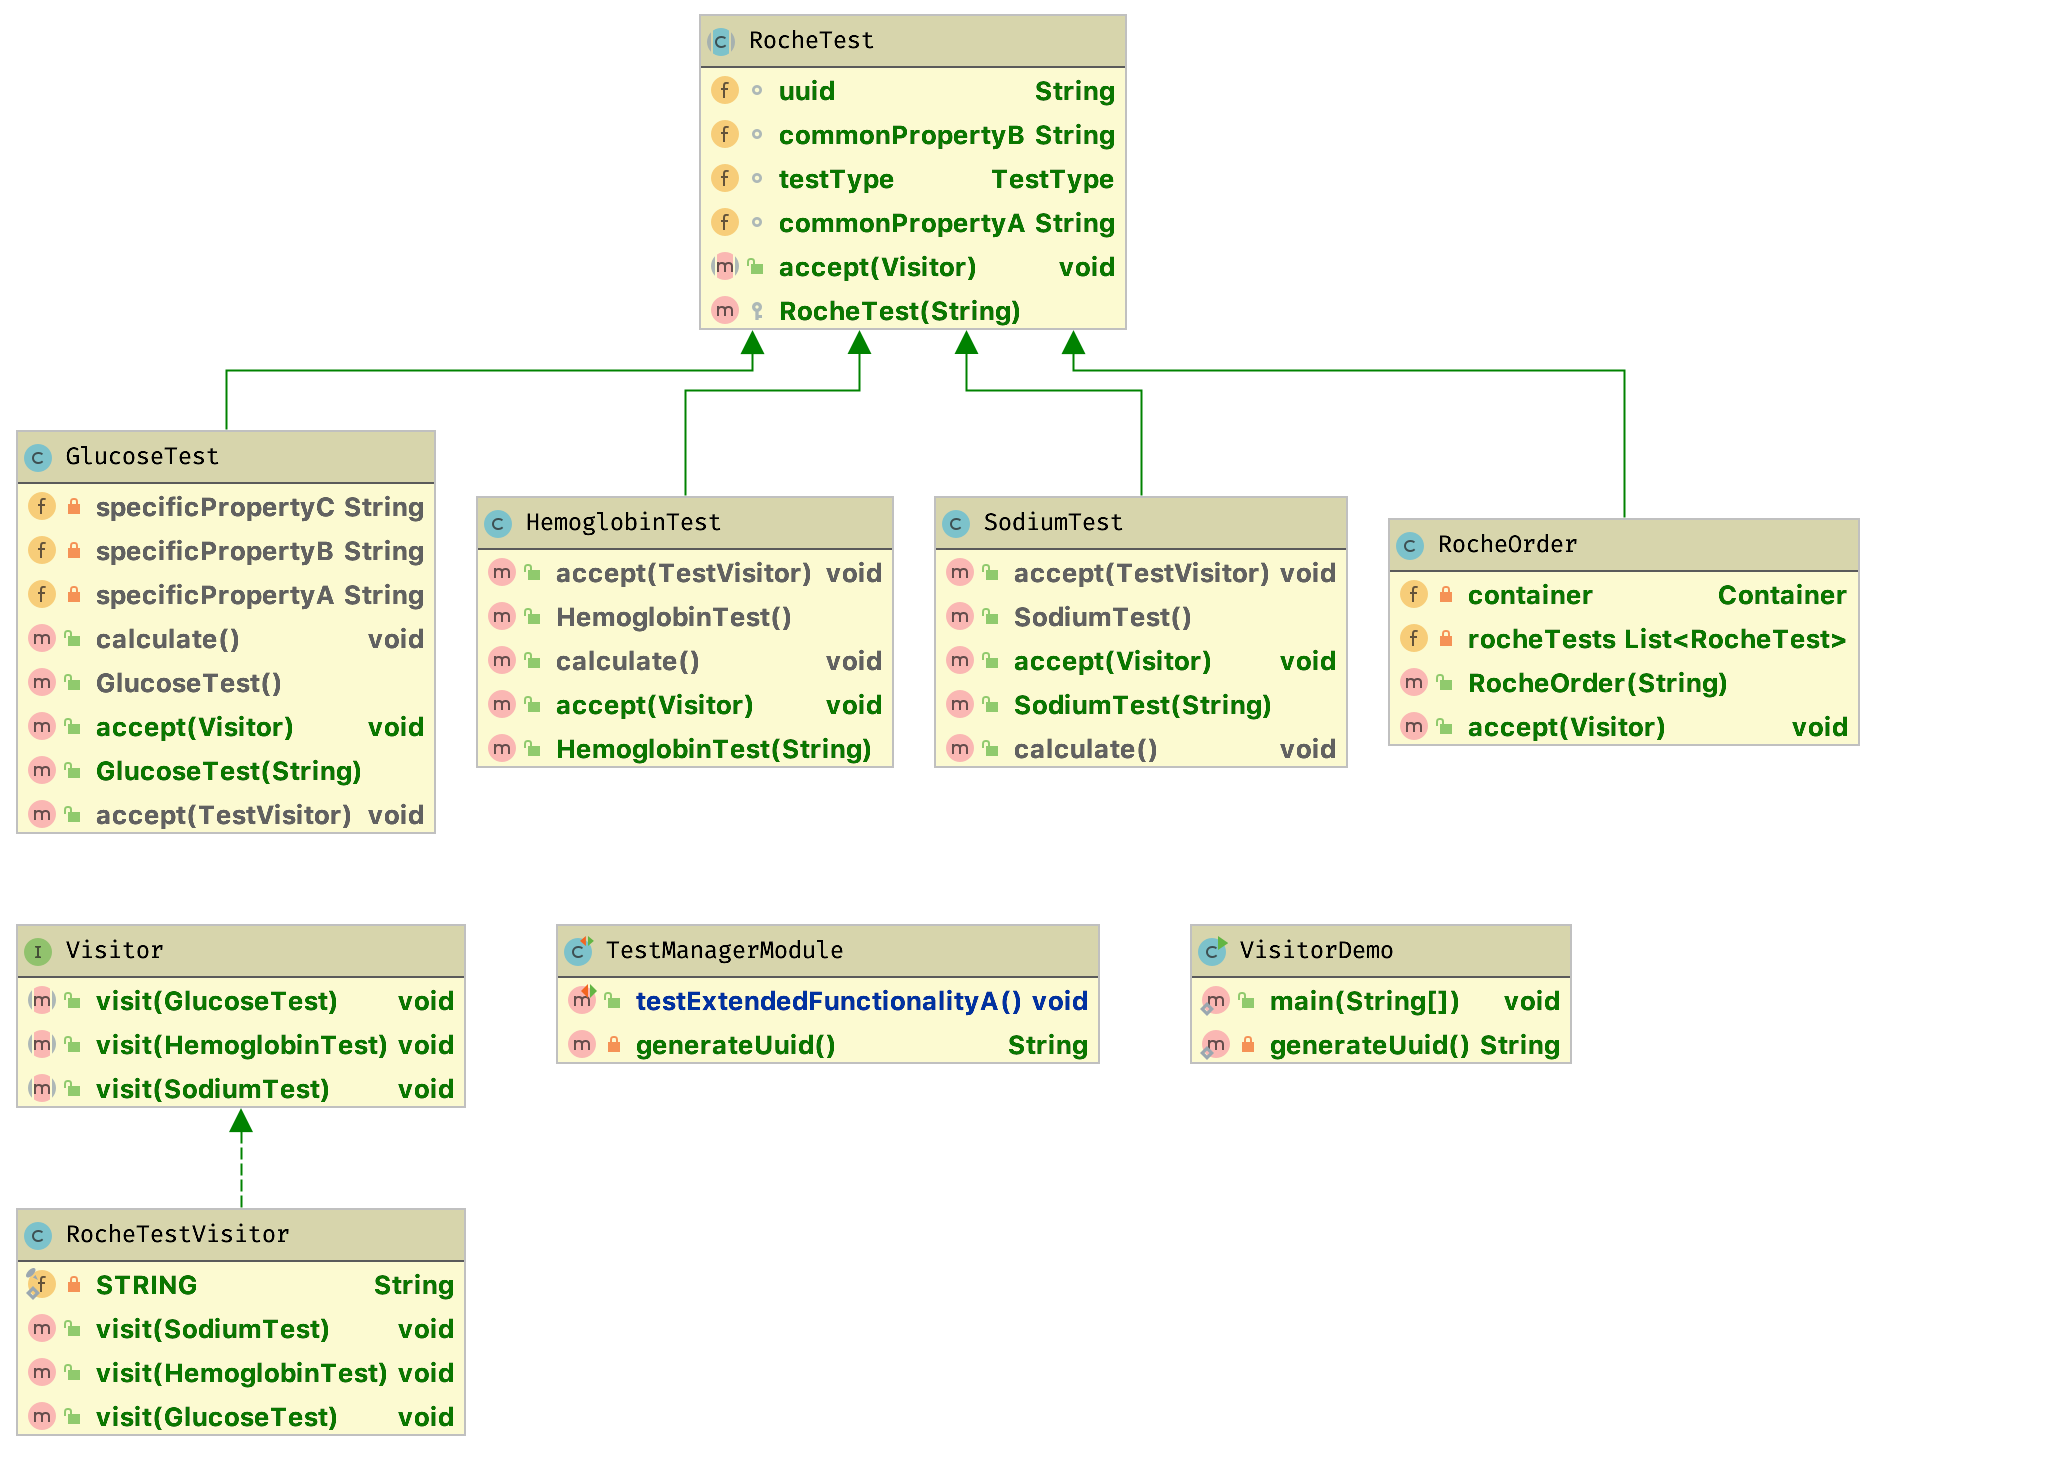 RocheTest
uuid String
commonPropertyB String
testType TestType
commonPropertyA String
accept(Visitor) void
RocheTest(String)
GlucoseTest
specificPropertyC String
specificPropertyB String
specificPropertyA String
calculate() void
GlucoseTest()
accept(Visitor) void
GlucoseTest(String)
accept(TestVisitor) void
HemoglobinTest
accept(TestVisitor) void
HemoglobinTest()
calculate() void
accept(Visitor) void
HemoglobinTest(String)
SodiumTest
accept(TestVisitor) void
SodiumTest()
accept(Visitor) void
SodiumTest(String)
calculate() void
RocheOrder
container Container
rocheTests List<RocheTest>
RocheOrder(String)
accept(Visitor) void
Visitor
visit(GlucoseTest) void
visit(HemoglobinTest) void
visit(SodiumTest) void
TestManagerModule
testExtendedFunctionalityA() void
generateUuid() String
VisitorDemo
main(String[]) void
generateUuid() String
RocheTestVisitor
STRING String
visit(SodiumTest) void
visit(HemoglobinTest) void
visit(GlucoseTest) void